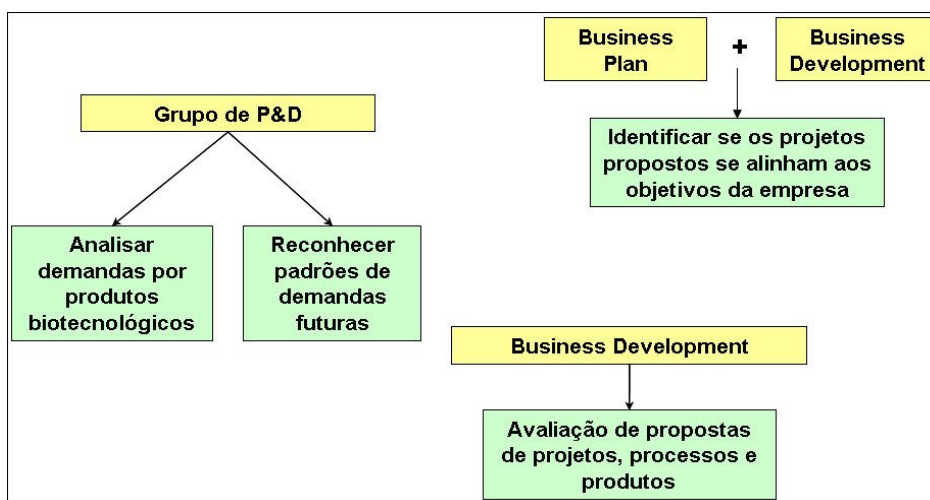 Business
Plan
+
Business
Development
Grupo de P&D
Identificar se os projetos
propostos se alinham aos
objetivos da empresa
Analisar
demandas por
produtos
biotecnológicos
Reconhecer
padrões de
demandas
futuras
Business Development
Avaliação de propostas
de projetos, processos e
produtos